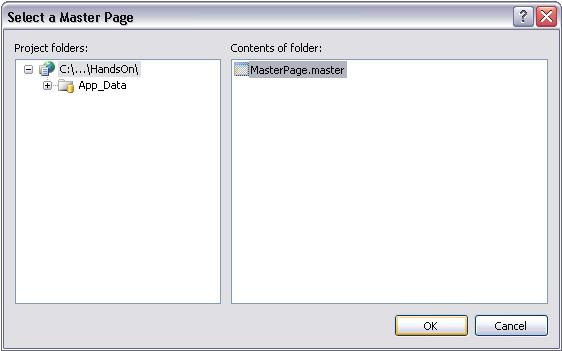 Select a Master Page
Project folders:
Contents of folder:
C:\...\HandsOn\
MasterPage.master
App_Data
OK
Cancel